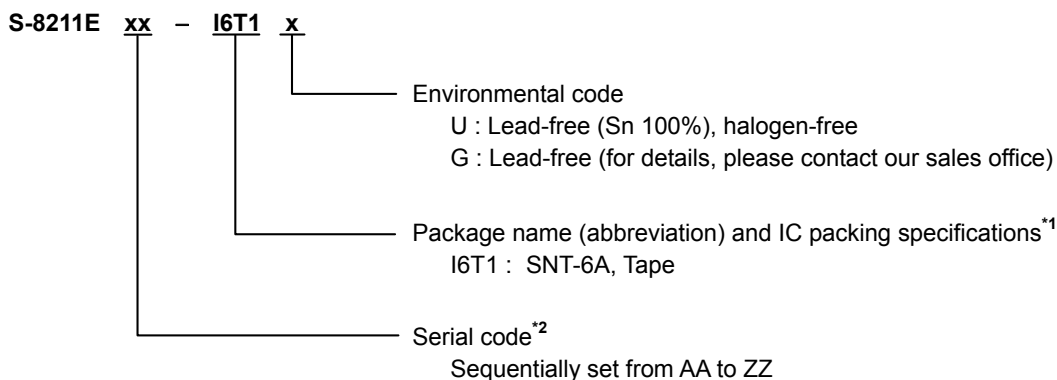 S-8211E xx – I6T1 x
Environmental code
U : Lead-free (Sn 100%), halogen-free
G : Lead-free (for details, please contact our sales office)
Package name (abbreviation) and IC packing specifications*1
I6T1 : SNT-6A, Tape
Serial code*2
Sequentially set from AA to ZZ